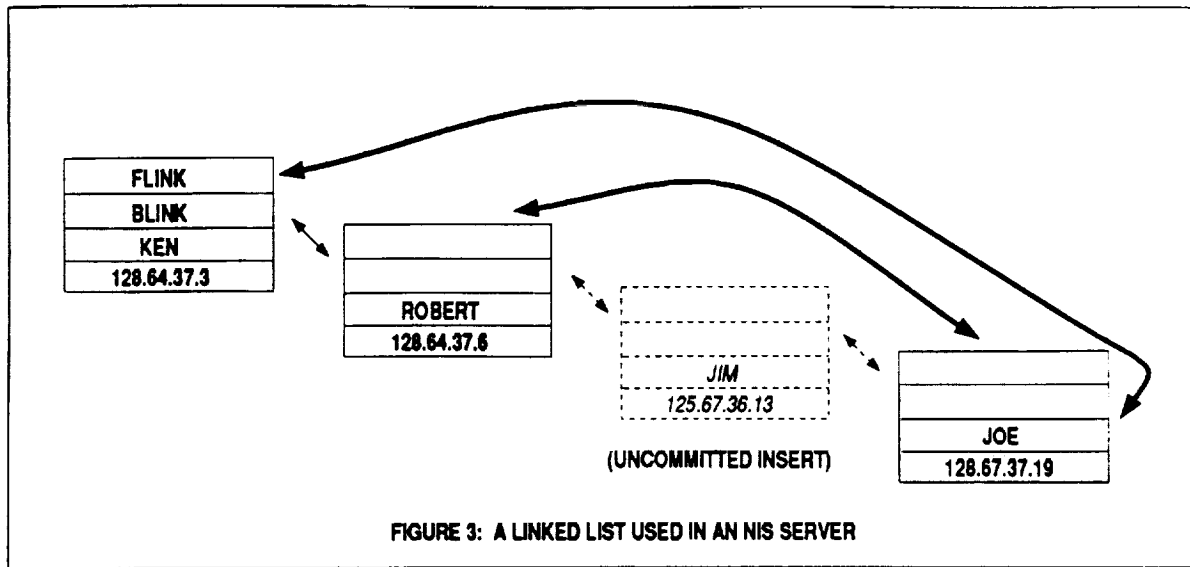 FLINK
BLINK
KEN
128.64.37.3
ROBERT
128.64.37.6
JIM
125.67.36.13
(UNCOMMITTED INSERT)
JOE
128.67.37.19
FIGURE 3: A LINKED LIST USED IN AN NIS SERVER